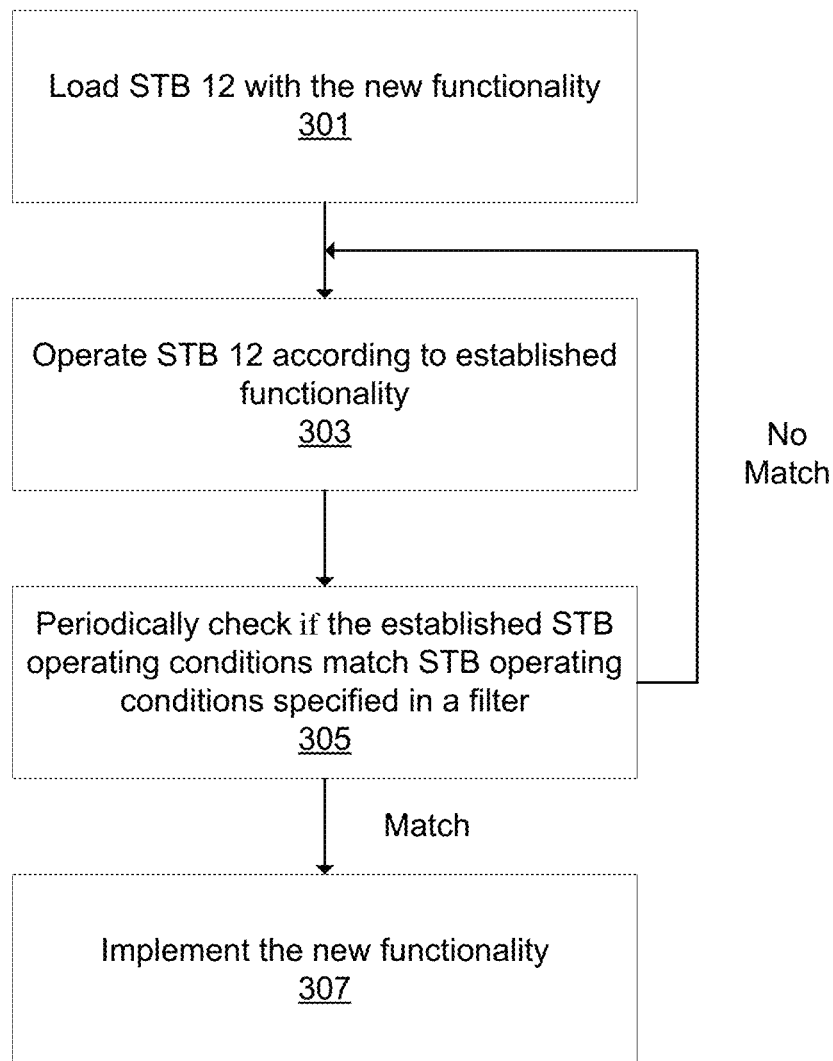 Load STB 12 with the new functionality
301
Operate STB 12 according to established
functionality
303
No
Match
Periodically check if the established STB
operating conditions match STB operating
conditions specified in a filter
305
Match
Implement the new functionality
307